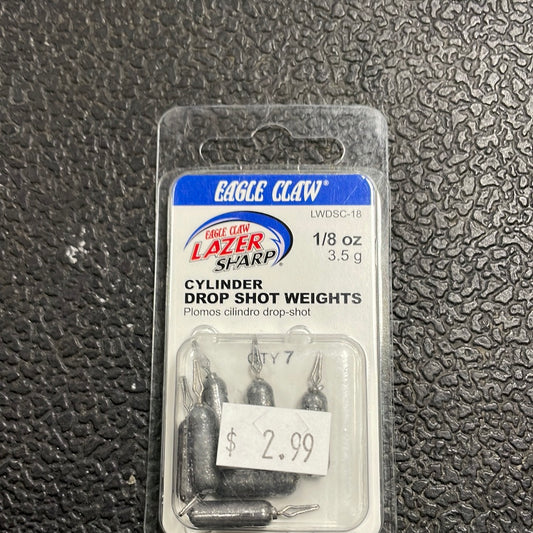 EAGLE CLAW®
LWDSC-18
EAGLE CLAW
LAZER
SHARP®
1/8 oz
3.5 g
CYLINDER
DROP SHOT WEIGHTS
Plomos cilindro drop-shot
QTY 7
$ 2.99